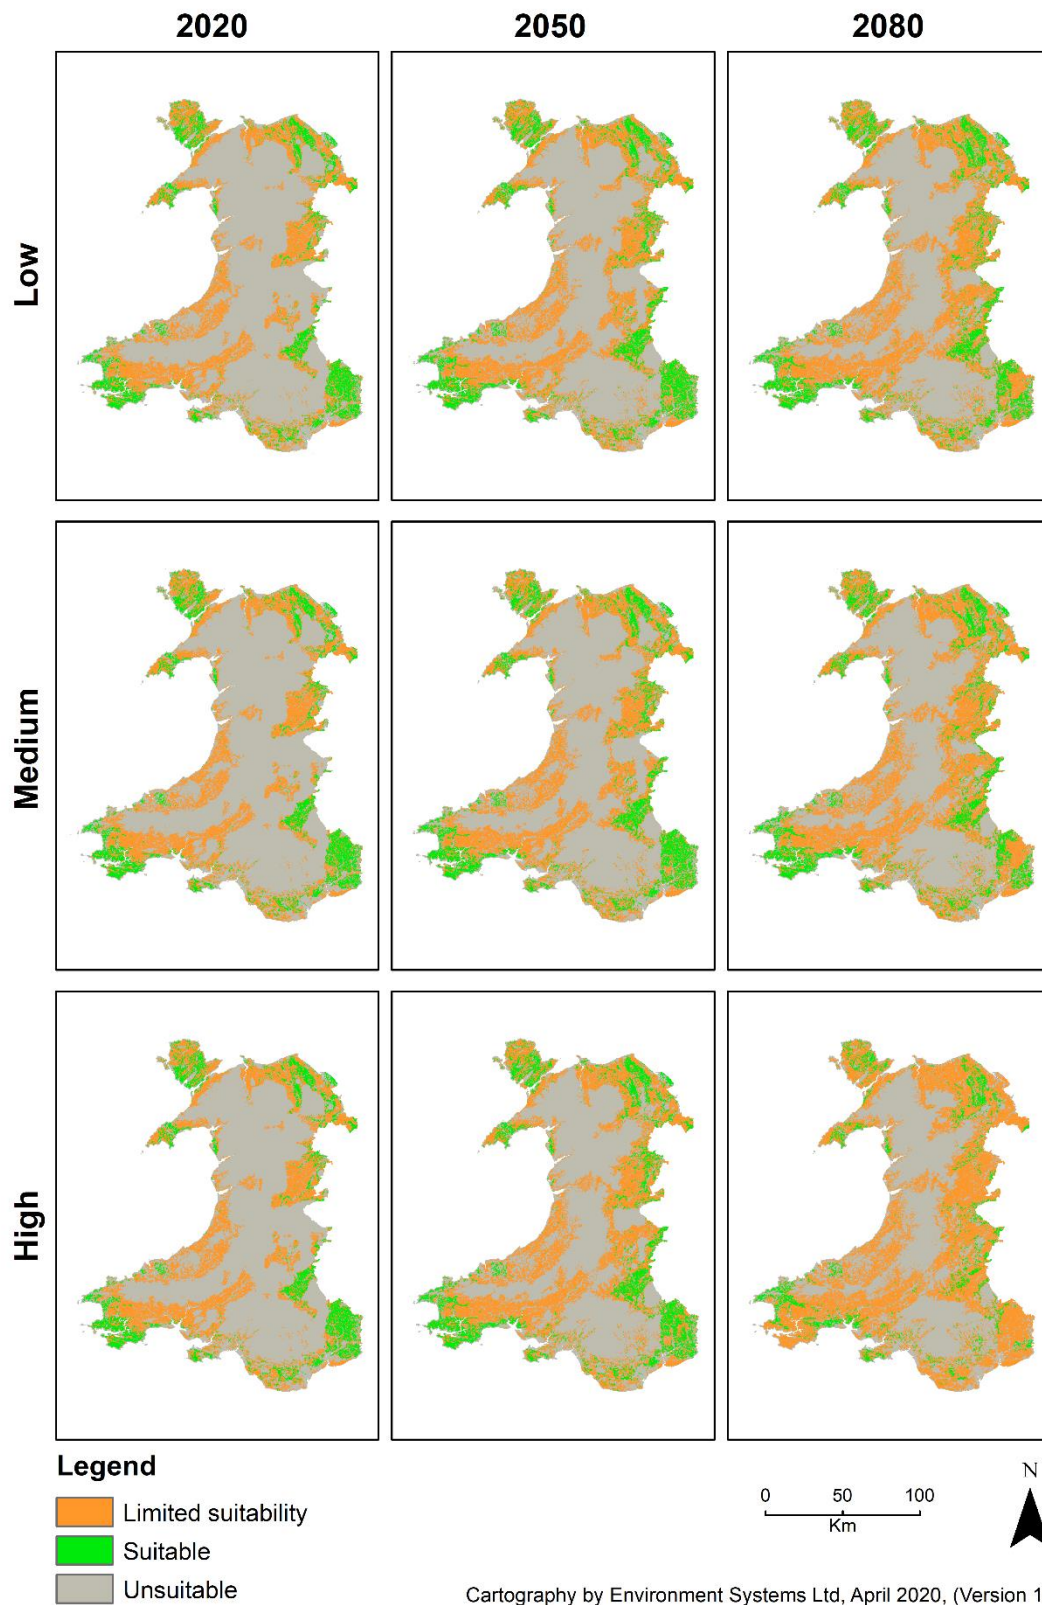 2020 2050 2080
Low
Medium
High
Legend
Limited suitability
Suitable
Unsuitable
0 50 100
Km
N
Cartography by Environment Systems Ltd, April 2020, (Version 1